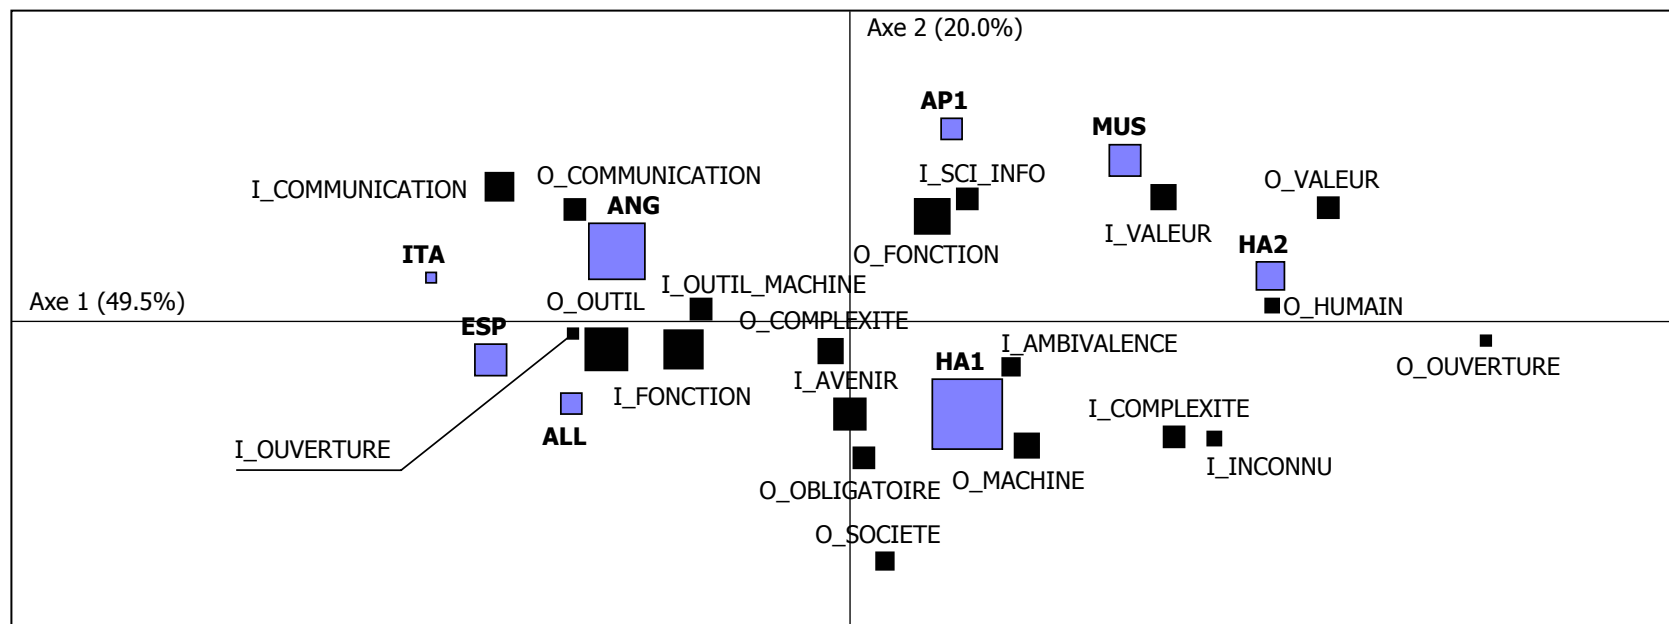 Axe 2 (20.0%)
AP1
MUS
I_COMMUNICATION
O_COMMUNICATION
I_SCI_INFO
O_VALEUR
ANG
I_VALEUR
ITA
O_FONCTION
HA2
I_OUTIL_MACHINE
Axe 1 (49.5%)
O_OUTIL
O_HUMAIN
ESP
O_COMPLEXITE
I_AMBIVALENCE
HA1
O_OUVERTURE
I_AVENIR
I_FONCTION
I_COMPLEXITE
ALL
I_OUVERTURE
I_INCONNU
O_MACHINE
O_OBLIGATOIRE
O_SOCIETE